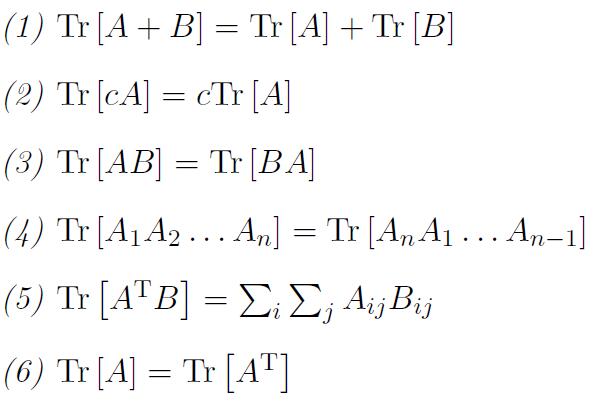 (1) Tr [A + B] = Tr [A] + Tr [B]
(2) Tr [cA] = cTr [A]
(3) Tr [AB] = Tr [BA]
(4) Tr [A₁A₂ . . . Aₙ] = Tr [AₙA₁ . . . Aₙ₋₁]
(5) Tr [AᵀB] = ∑ᵢ ∑ⱼ AᵢⱼBᵢⱼ
(6) Tr [A] = Tr [Aᵀ]